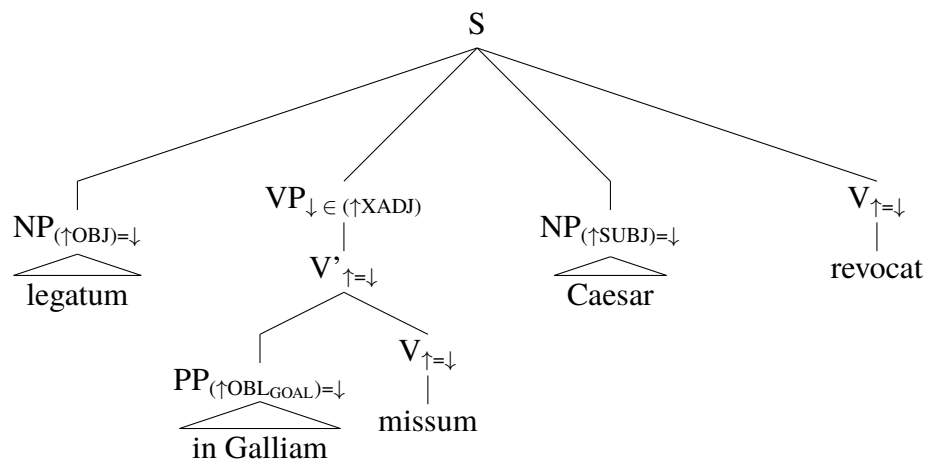 S
NP(↑OBJ)=↓ VP↓ ∈ (↑XADJ) NP(↑SUBJ)=↓ V↑=↓
legatum V’↑=↓ Caesar revocat
PP(↑OBLGOAL)=↓ V↑=↓
in Galliam missum